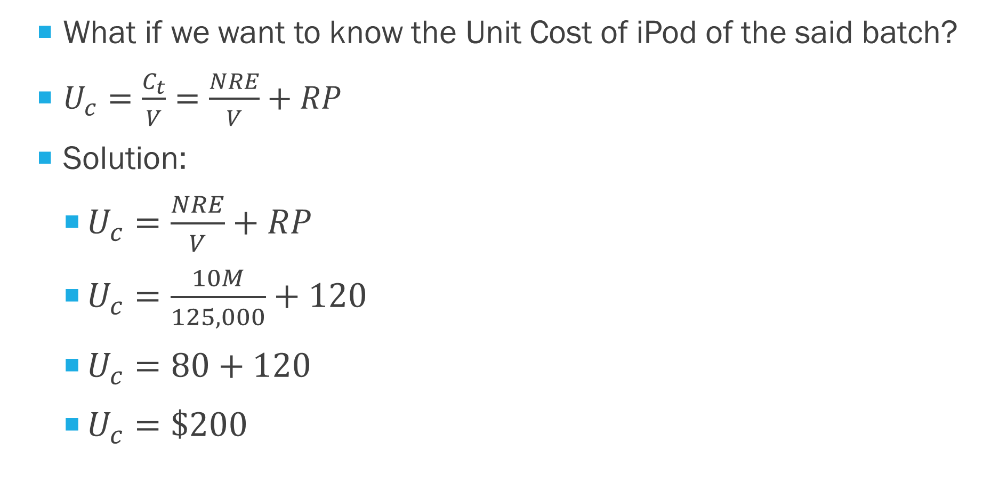 ▪ What if we want to know the Unit Cost of iPod of the said batch?
▪ $U_c = \frac{C_t}{V} = \frac{NRE}{V} + RP$
▪ Solution:
▪ $U_c = \frac{NRE}{V} + RP$
▪ $U_c = \frac{10M}{125,000} + 120$
▪ $U_c = 80 + 120$
▪ $U_c = \$200$